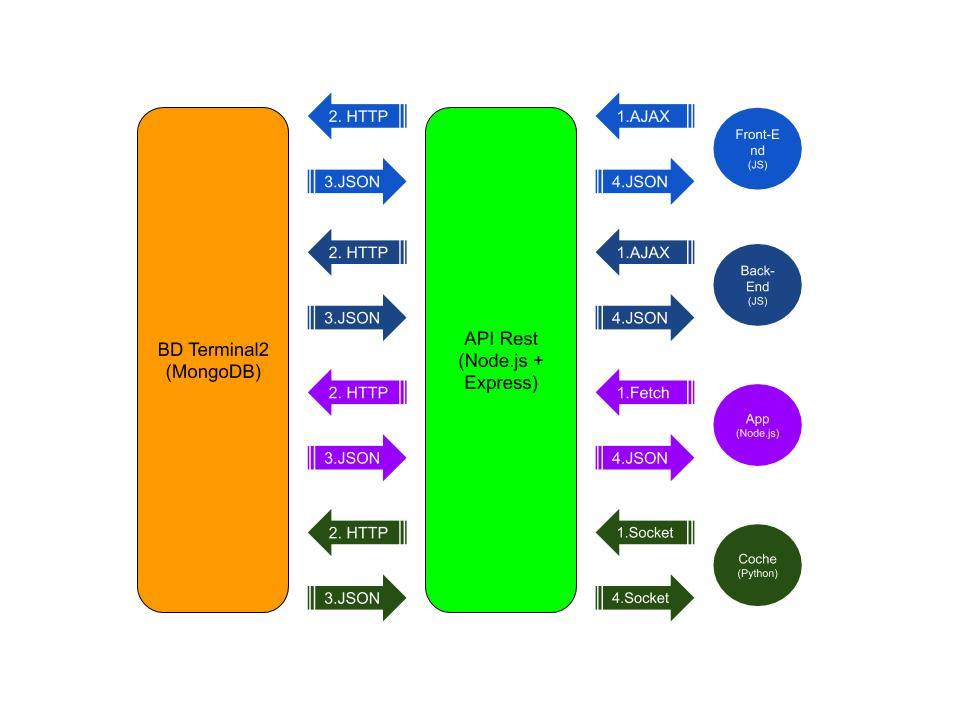 2. HTTP
1.AJAX
Front-E
nd
(JS)
3.JSON
4.JSON
2. HTTP
1.AJAX
Back-
End
(JS)
3.JSON
4.JSON
BD Terminal2
(MongoDB)
API Rest
(Node.js +
Express)
2. HTTP
1.Fetch
App
(Node.js)
3.JSON
4.JSON
2. HTTP
1.Socket
Coche
(Python)
3.JSON
4.Socket